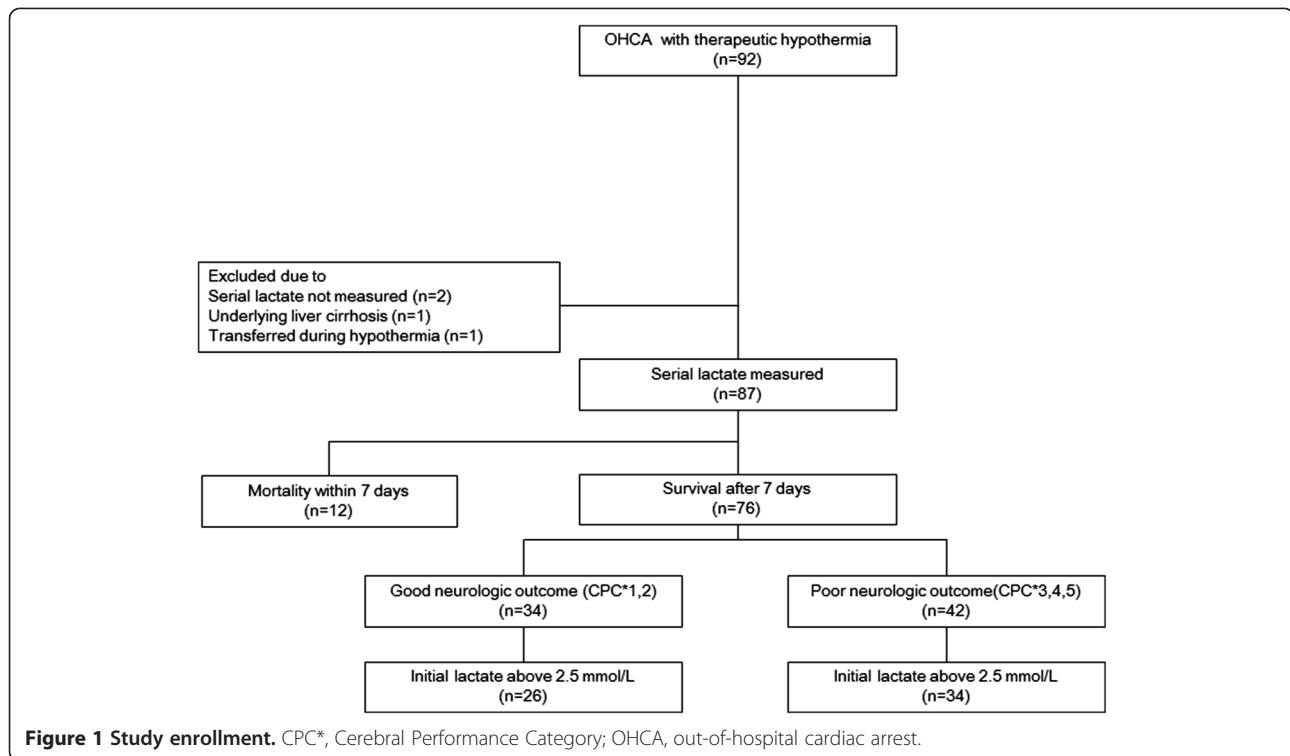 OHCA with therapeutic hypothermia
(n=92)
Excluded due to
Serial lactate not measured (n=2)
Underlying liver cirrhosis (n=1)
Transferred during hypothermia (n=1)
Serial lactate measured
(n=87)
Mortality within 7 days
(n=12)
Survival after 7 days
(n=76)
Good neurologic outcome (CPC*1,2)
(n=34)
Poor neurologic outcome(CPC*3,4,5)
(n=42)
Initial lactate above 2.5 mmol/L
(n=26)
Initial lactate above 2.5 mmol/L
(n=34)
Figure 1 Study enrollment. CPC*, Cerebral Performance Category; OHCA, out-of-hospital cardiac arrest.